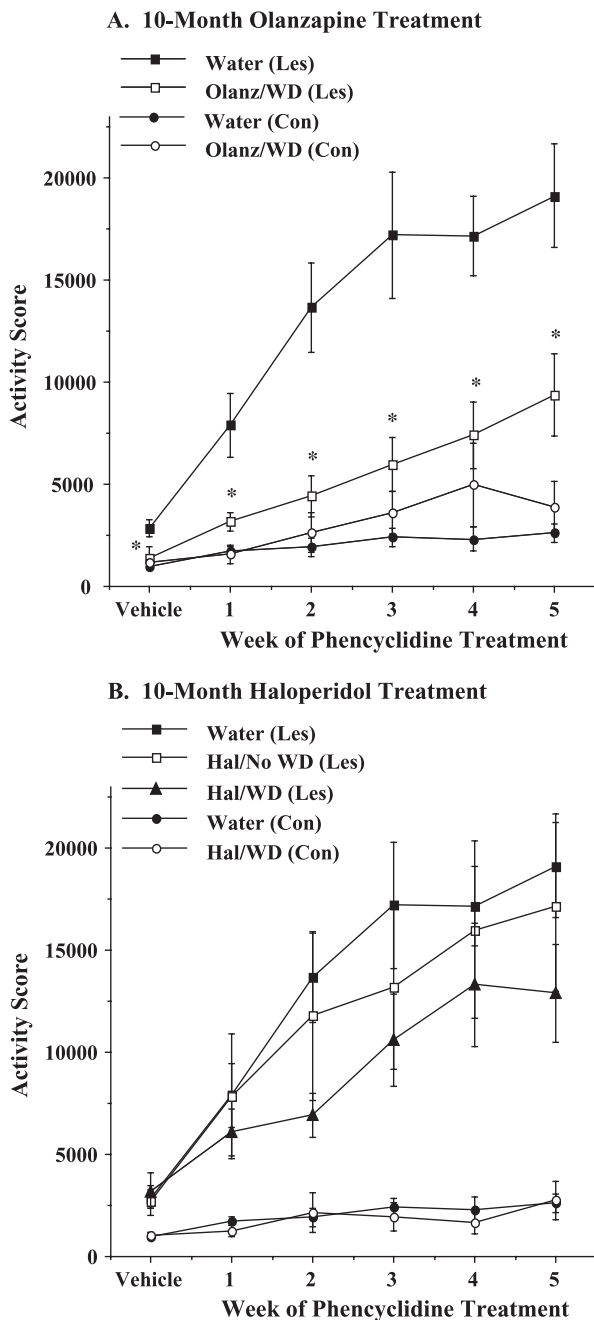 A. 10-Month Olanzapine Treatment
Water (Les)
Olanz/WD (Les)
Water (Con)
Olanz/WD (Con)
20000
15000
10000
5000
0
Activity Score
*
*
*
*
*
*
Vehicle 1 2 3 4 5
Week of Phencyclidine Treatment
B. 10-Month Haloperidol Treatment
Water (Les)
Hal/No WD (Les)
Hal/WD (Les)
Water (Con)
Hal/WD (Con)
20000
15000
10000
5000
0
Activity Score
Vehicle 1 2 3 4 5
Week of Phencyclidine Treatment